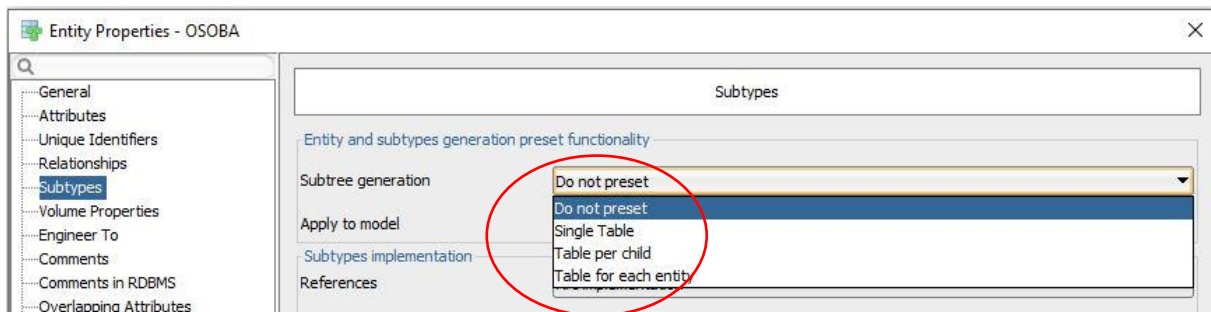 Entity Properties - OSOBA
General
Attributes
Unique Identifiers
Relationships
Subtypes
Volume Properties
Engineer To
Comments
Comments in RDBMS
Overlapping Attributes
Subtypes
Entity and subtypes generation preset functionality
Subtree generation
Do not preset
Do not preset
Single Table
Table per child
Table for each entity
Apply to model
Subtypes implementation
References